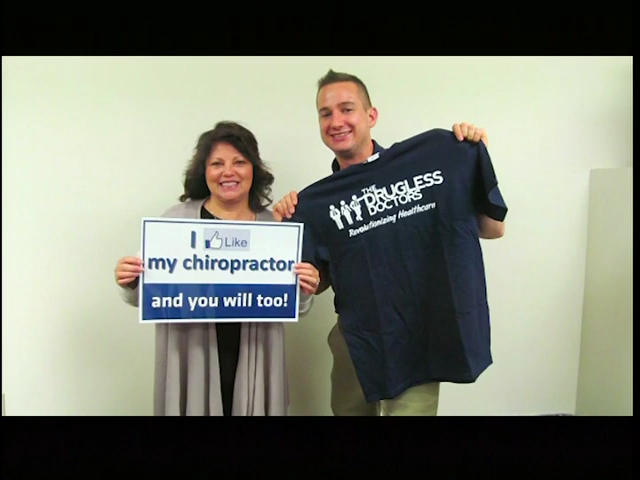 I Like
my chiropractor
and you will too!
THE
DRUGLESS
DOCTORS
Revolutionizing Healthcare